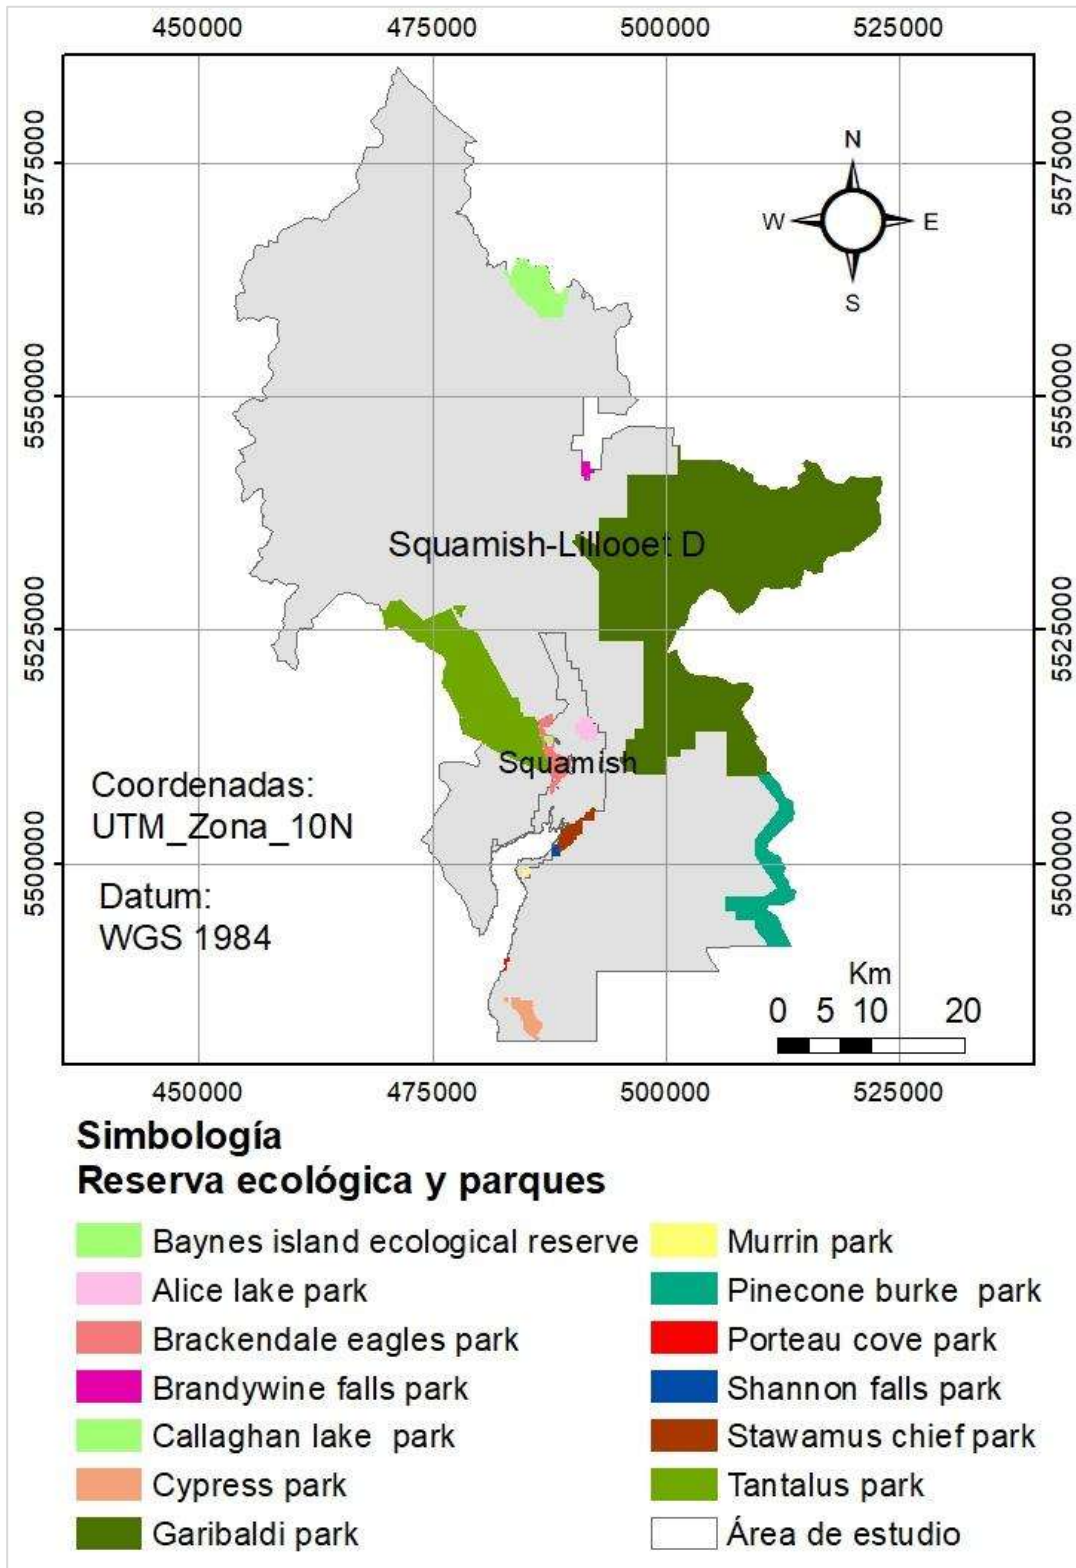 450000 475000 500000 525000
5575000 5575000
N
W E
S
5550000 5550000
Squamish-Lillooet D
5525000 5525000
Squamish
Coordenadas:
UTM_Zona_10N
5500000 5500000
Datum:
WGS 1984
Km
0 5 10 20
450000 475000 500000 525000
Simbología
Reserva ecológica y parques
Baynes island ecological reserve
Alice lake park
Brackendale eagles park
Brandywine falls park
Callaghan lake park
Cypress park
Garibaldi park
Murrin park
Pinecone burke park
Porteau cove park
Shannon falls park
Stawamus chief park
Tantalus park
Área de estudio